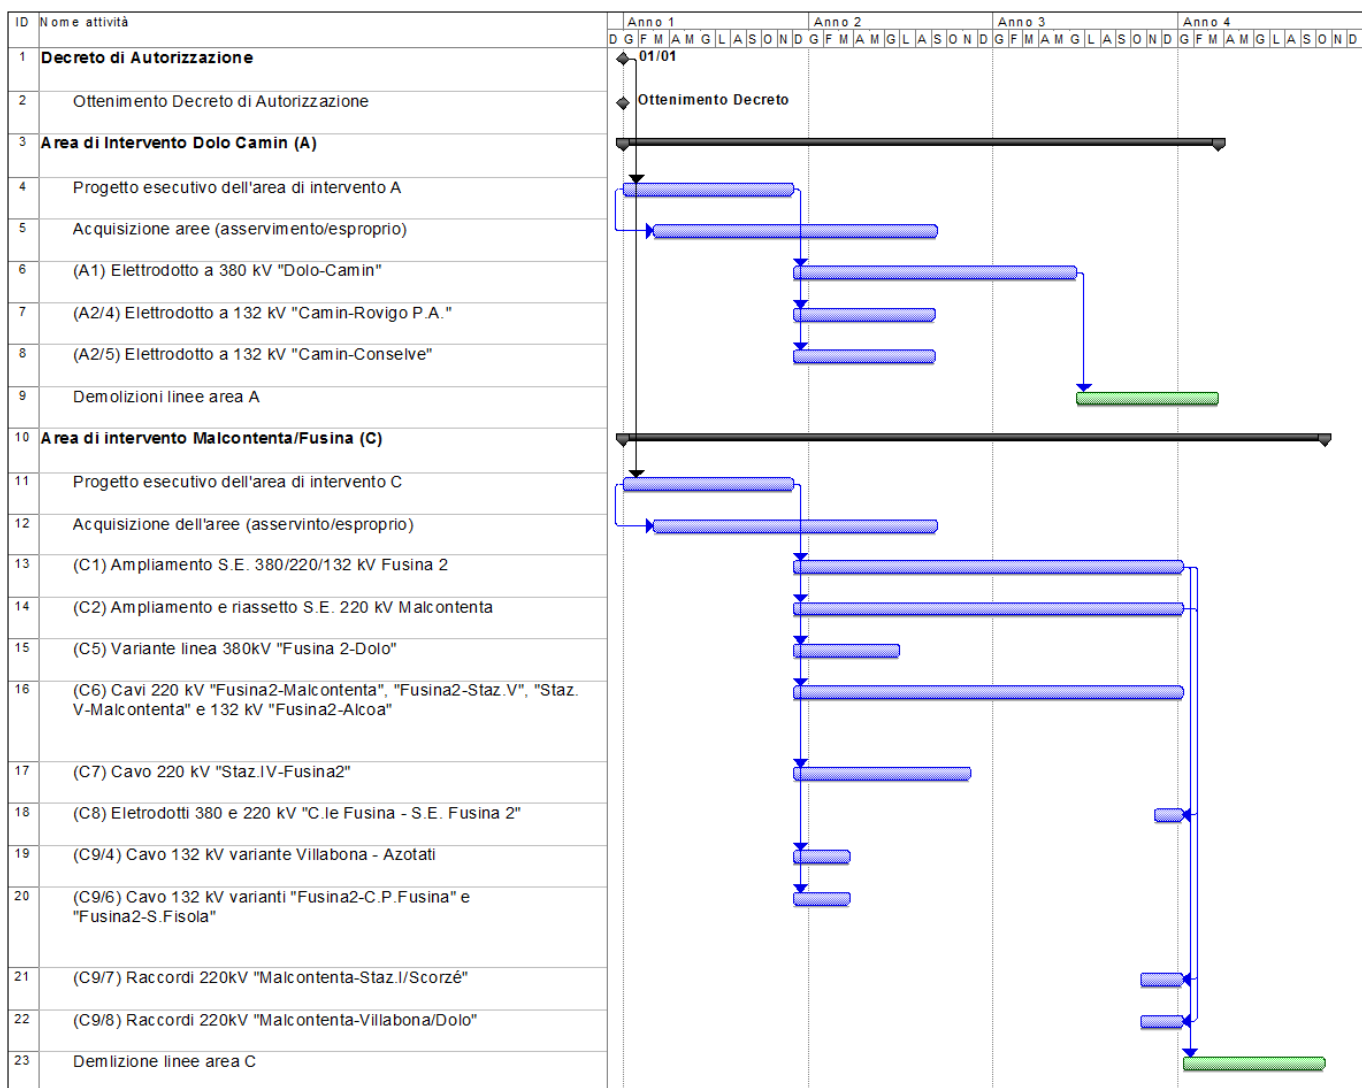 ID Nome attività Anno 1 Anno 2 Anno 3 Anno 4
D G F M A M G L A S O N D G F M A M G L A S O N D G F M A M G L A S O N D G F M A M G L A S O N D
1 Decreto di Autorizzazione 01/01
2 Ottenimento Decreto di Autorizzazione Ottenimento Decreto
3 Area di Intervento Dolo Camin (A)
4 Progetto esecutivo dell'area di intervento A
5 Acquisizione aree (asservimento/esproprio)
6 (A1) Elettrodotto a 380 kV "Dolo-Camin"
7 (A2/4) Elettrodotto a 132 kV "Camin-Rovigo P.A."
8 (A2/5) Elettrodotto a 132 kV "Camin-Conselve"
9 Demolizioni linee area A
10 Area di intervento Malcontenta/Fusina (C)
11 Progetto esecutivo dell'area di intervento C
12 Acquisizione dell'aree (asservinto/esproprio)
13 (C1) Ampliamento S.E. 380/220/132 kV Fusina 2
14 (C2) Ampliamento e riassetto S.E. 220 kV Malcontenta
15 (C5) Variante linea 380kV "Fusina 2-Dolo"
16 (C6) Cavi 220 kV "Fusina2-Malcontenta", "Fusina2-Staz.V", "Staz.
V-Malcontenta" e 132 kV "Fusina2-Alcoa"
17 (C7) Cavo 220 kV "Staz.IV-Fusina2"
18 (C8) Eletrodotti 380 e 220 kV "C.le Fusina - S.E. Fusina 2"
19 (C9/4) Cavo 132 kV variante Villabona - Azotati
20 (C9/6) Cavo 132 kV varianti "Fusina2-C.P.Fusina" e
"Fusina2-S.Fisola"
21 (C9/7) Raccordi 220kV "Malcontenta-Staz.I/Scorzé"
22 (C9/8) Raccordi 220kV "Malcontenta-Villabona/Dolo"
23 Demlizione linee area C